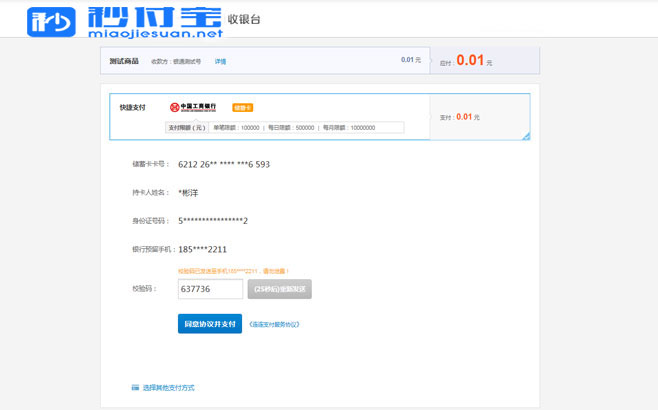 秒付宝 收银台
miaojiesuan.net
测试商品 收款方：银通测试号 详情 0.01 元 应付：0.01 元
快捷支付 中国工商银行 储蓄卡
支付限额（元） 单笔限额：100000 | 每日限额：500000 | 每月限额：10000000
支付：0.01 元
储蓄卡卡号： 6212 26** **** ***6 593
持卡人姓名： *彬洋
身份证号码： 5****************2
银行预留手机： 185****2211
校验码已发送至手机185****2211，请勿泄露！
校验码： 637736 (25秒后)重新发送
同意协议并支付 《连连支付服务协议》
选择其他支付方式